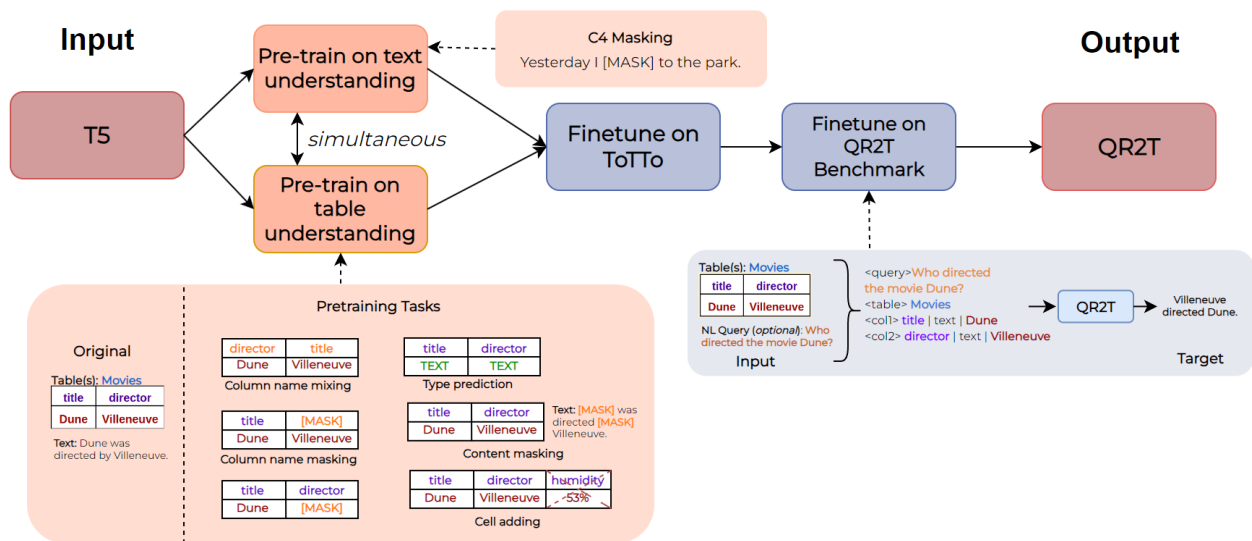 Input
Output
T5
Pre-train on text
understanding
simultaneous
Pre-train on
table
understanding
C4 Masking
Yesterday I [MASK] to the park.
Finetune on
ToTTo
Finetune on
QR2T
Benchmark
QR2T
Pretraining Tasks
Original
Table(s): Movies
title director
Dune Villeneuve
Text: Dune was
directed by Villeneuve.
director title
Dune Villeneuve
Column name mixing
title [MASK]
Dune Villeneuve
Column name masking
title director
Dune [MASK]
title director
TEXT TEXT
Type prediction
title director
Dune Villeneuve
Text: [MASK] was
directed [MASK]
Villeneuve.
Content masking
title director humidity
Dune Villeneuve 53%
Cell adding
Table(s): Movies
title director
Dune Villeneuve
NL Query (optional): Who
directed the movie Dune?
Input
<query>Who directed
the movie Dune?
<table> Movies
<col1> title | text | Dune
<col2> director | text | Villeneuve
QR2T
Villeneuve
directed Dune.
Target